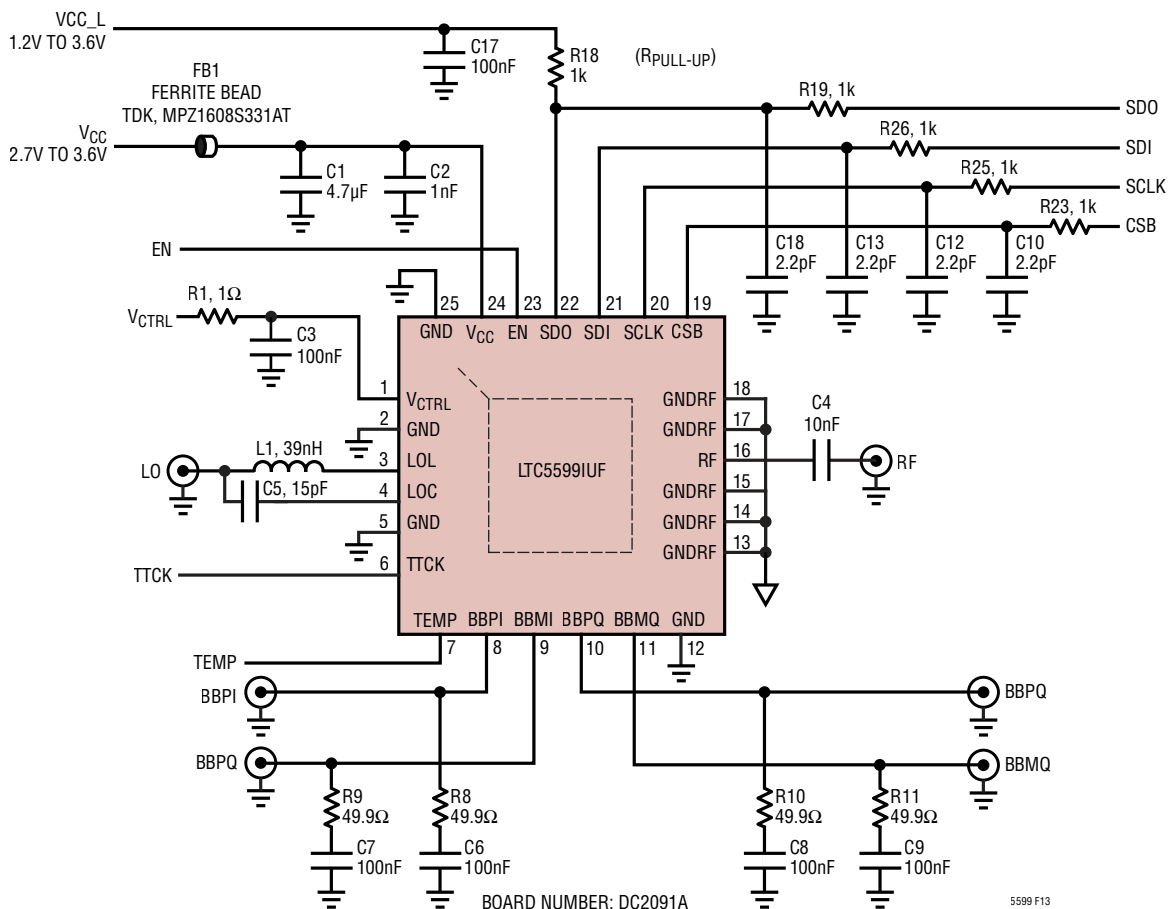 VCC_L
1.2V TO 3.6V
C17
100nF
R18
1k
(RPULL-UP)
FB1
FERRITE BEAD
TDK, MPZ1608S331AT
VCC
2.7V TO 3.6V
C1
4.7µF
C2
1nF
R19, 1k
SDO
R26, 1k
SDI
R25, 1k
SCLK
R23, 1k
CSB
C18
2.2pF
C13
2.2pF
C12
2.2pF
C10
2.2pF
EN
R1, 1Ω
VCTRL
C3
100nF
25
24
23
22
21
20
19
GND
VCC
EN
SDO
SDI
SCLK
CSB
1
VCTRL
2
GND
3
LOL
4
LOC
5
GND
6
TTCK
LO
L1, 39nH
C5, 15pF
TTCK
LTC5599IUF
GNDRF
18
GNDRF
17
RF
16
GNDRF
15
GNDRF
14
GNDRF
13
C4
10nF
RF
TEMP
BBPI
BBMI
BBPQ
BBMQ
GND
7
8
9
10
11
12
TEMP
BBPI
BBPQ
BBPQ
BBMQ
R9
49.9Ω
R8
49.9Ω
R10
49.9Ω
R11
49.9Ω
C7
100nF
C6
100nF
C8
100nF
C9
100nF
BOARD NUMBER: DC2091A
5599 F13